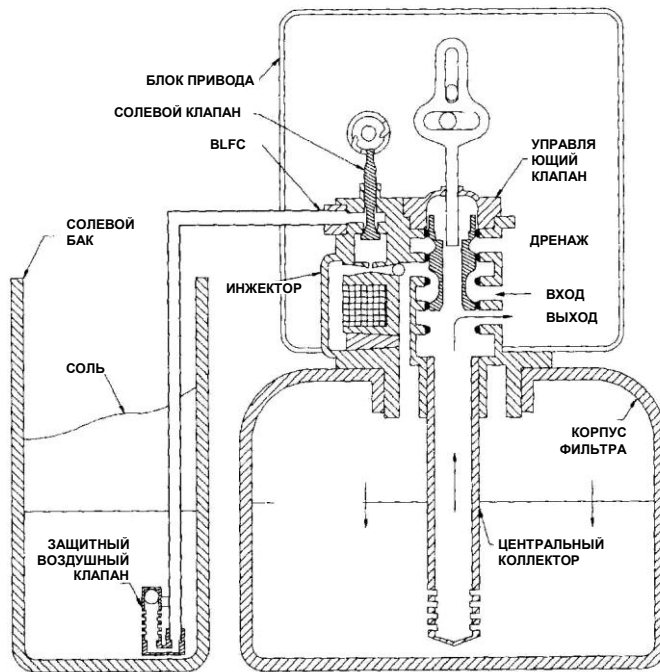 БЛОК ПРИВОДА
СОЛЕВОЙ КЛАПАН
BLFC
СОЛЕВОЙ
БАК
УПРАВЛЯ
ЮЩИЙ
КЛАПАН
ДРЕНАЖ
ИНЖЕКТОР
ВХОД
ВЫХОД
СОЛЬ
КОРПУС
ФИЛЬТРА
ЗАЩИТНЫЙ
ВОЗДУШНЫЙ
КЛАПАН
ЦЕНТРАЛЬНЫЙ
КОЛЛЕКТОР